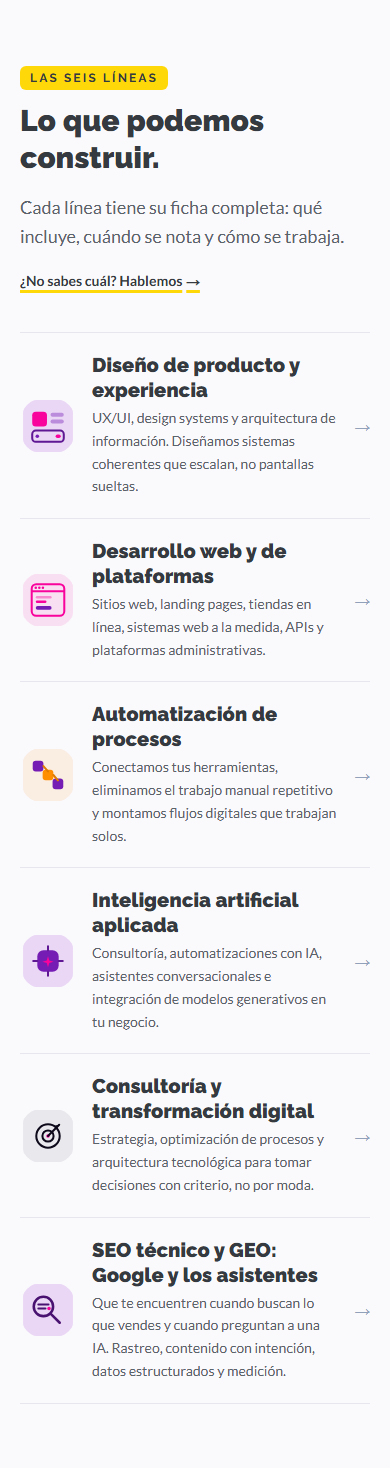 LAS SEIS LÍNEAS
Lo que podemos
construir.
Cada línea tiene su ficha completa: qué
incluye, cuándo se nota y cómo se trabaja.
¿No sabes cuál? Hablemos →
Diseño de producto y
experiencia
UX/UI, design systems y arquitectura de
información. Diseñamos sistemas
coherentes que escalan, no pantallas
sueltas.
→
Desarrollo web y de
plataformas
Sitios web, landing pages, tiendas en
línea, sistemas web a la medida, APIs y
plataformas administrativas.
→
Automatización de
procesos
Conectamos tus herramientas,
eliminamos el trabajo manual repetitivo
y montamos flujos digitales que trabajan
solos.
→
Inteligencia artificial
aplicada
Consultoría, automatizaciones con IA,
asistentes conversacionales e
integración de modelos generativos en
tu negocio.
→
Consultoría y
transformación digital
Estrategia, optimización de procesos y
arquitectura tecnológica para tomar
decisiones con criterio, no por moda.
→
SEO técnico y GEO:
Google y los asistentes
Que te encuentren cuando buscan lo
que vendes y cuando preguntan a una
IA. Rastreo, contenido con intención,
datos estructurados y medición.
→